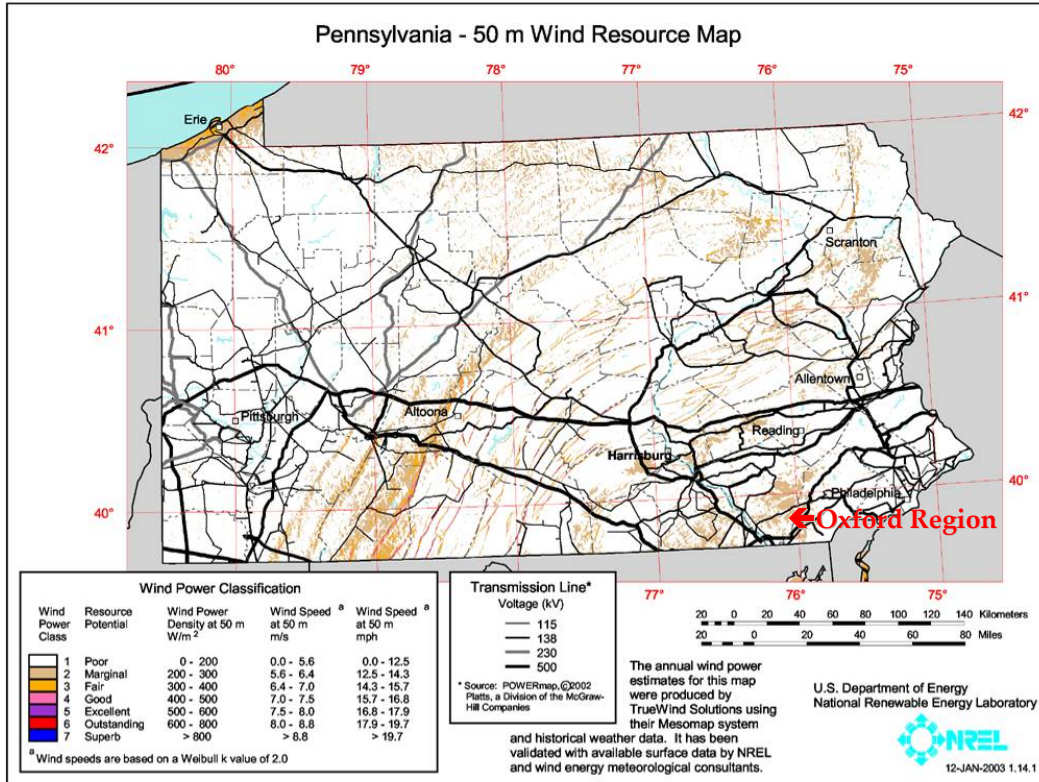 Pennsylvania - 50 m Wind Resource Map
80° 79° 78° 77° 76° 75°
Erie
42° 42°
Scranton
41° 41°
Allentown
Pittsburgh Altoona Reading
Harrisburg
40° 40°
Philadelphia
Oxford Region
77° 76° 75°
Wind Power Classification
Wind Power Class Resource Potential Wind Power Density at 50 m W/m² Wind Speed ᵃ at 50 m m/s Wind Speed ᵃ at 50 m mph
1 Poor 0 - 200 0.0 - 5.6 0.0 - 12.5
2 Marginal 200 - 300 5.6 - 6.4 12.5 - 14.3
3 Fair 300 - 400 6.4 - 7.0 14.3 - 15.7
4 Good 400 - 500 7.0 - 7.5 15.7 - 16.8
5 Excellent 500 - 600 7.5 - 8.0 16.8 - 17.9
6 Outstanding 600 - 800 8.0 - 8.8 17.9 - 19.7
7 Superb > 800 > 8.8 > 19.7
ᵃ Wind speeds are based on a Weibull k value of 2.0
Transmission Line*
Voltage (kV)
115
138
230
500
* Source: POWERmap, ©2002
Platts, a Division of the McGraw-
Hill Companies
20 0 20 40 60 80 100 120 140 Kilometers
20 0 20 40 60 80 Miles
The annual wind power
estimates for this map
were produced by
TrueWind Solutions using
their Mesomap system
and historical weather data. It has been
validated with available surface data by NREL
and wind energy meteorological consultants.
U.S. Department of Energy
National Renewable Energy Laboratory
NREL
12-JAN-2003 1.14.1